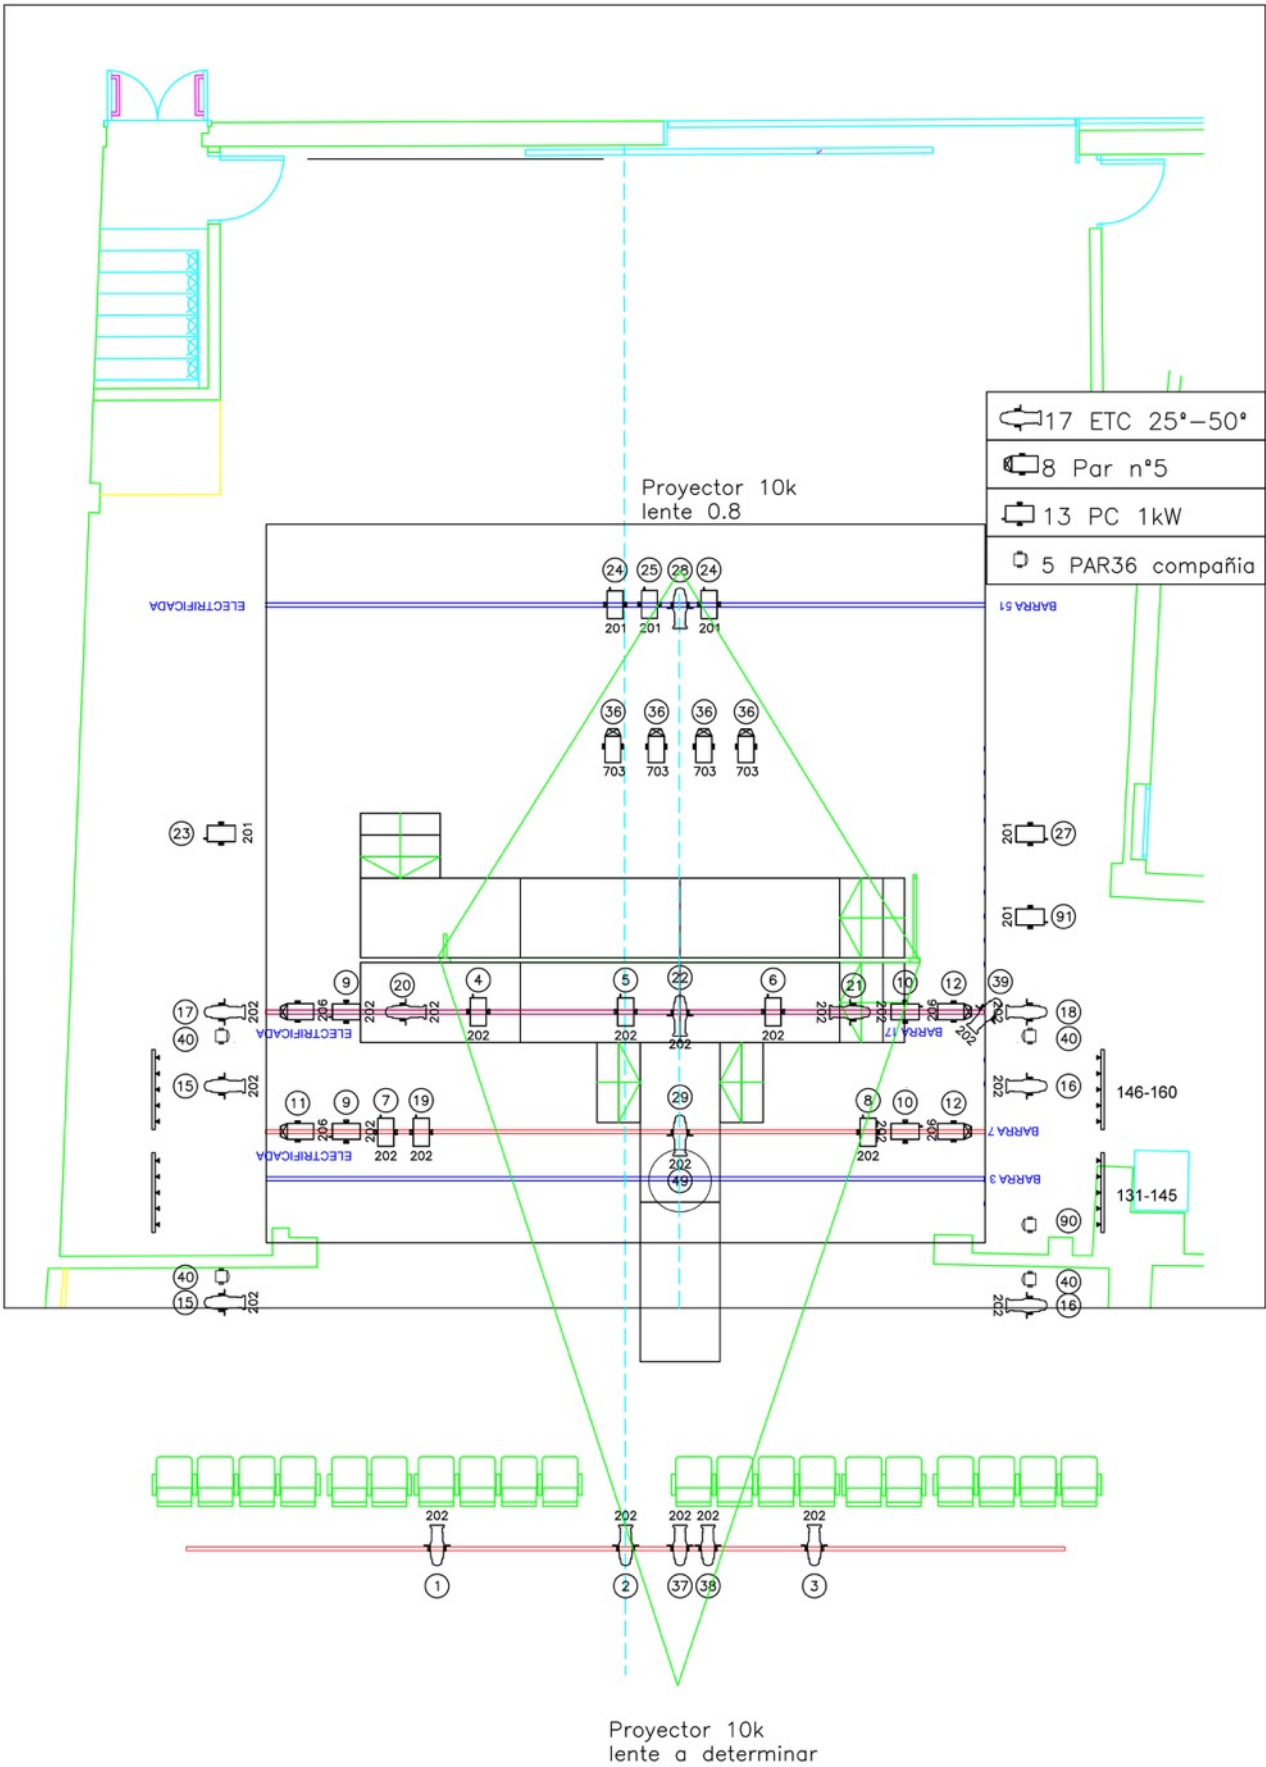 17 ETC 25°-50°
8 Par n°5
Proyector 10k
lente 0.8
13 PC 1kW
5 PAR36 compañia
24 25 28 24
ELECTRIFICADA
BARRA 51
201 201 201
36 36 36 36
703 703 703 703
23 201
201 27
201 91
9 20 4 5 22 6 21 10 12 39
17 202 206 202 202 202 206 202 18
202 202 202 202 202
40 ELECTRIFICADA BARRA 17 40
15 202 202 16
146-160
11 9 7 19 29 8 10 12
206 202 202 206 BARRA 7
202 202 202 202
ELECTRIFICADA
49 BARRA 3
131-145
90
40 40
15 202 202 16
202 202 202 202 202
1 2 37 38 3
Proyector 10k
lente a determinar